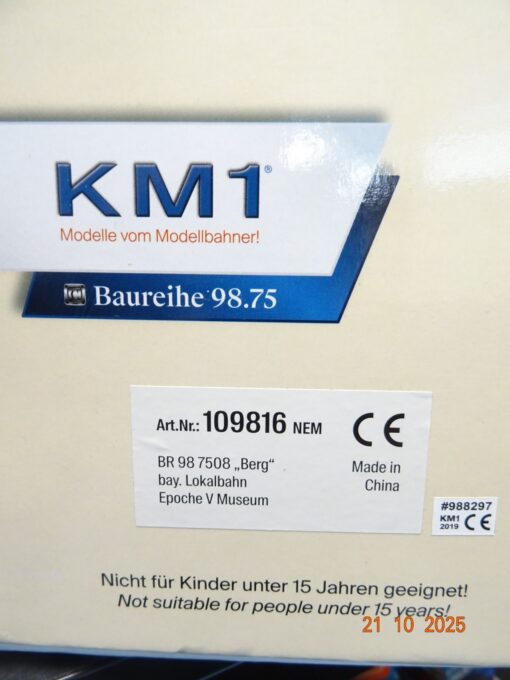 KM1®
Modelle vom Modellbahner!
Baureihe 98.75
Art.Nr.: 109816 NEM
CE
BR 98 7508 „Berg“
bay. Lokalbahn
Epoche V Museum
Made in
China
#988297
KM1
2019
CE
Nicht für Kinder unter 15 Jahren geeignet!
Not suitable for people under 15 years!
21 10 2025